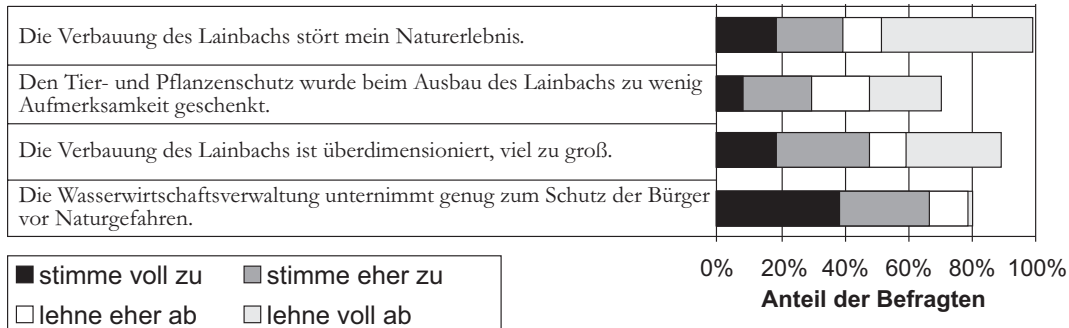 Die Verbauung des Lainbachs stört mein Naturerlebnis.
Den Tier- und Pflanzenschutz wurde beim Ausbau des Lainbachs zu wenig
Aufmerksamkeit geschenkt.
Die Verbauung des Lainbachs ist überdimensioniert, viel zu groß.
Die Wasserwirtschaftsverwaltung unternimmt genug zum Schutz der Bürger
vor Naturgefahren.
0% 20% 40% 60% 80% 100%
Anteil der Befragten
stimme voll zu stimme eher zu
lehne eher ab lehne voll ab